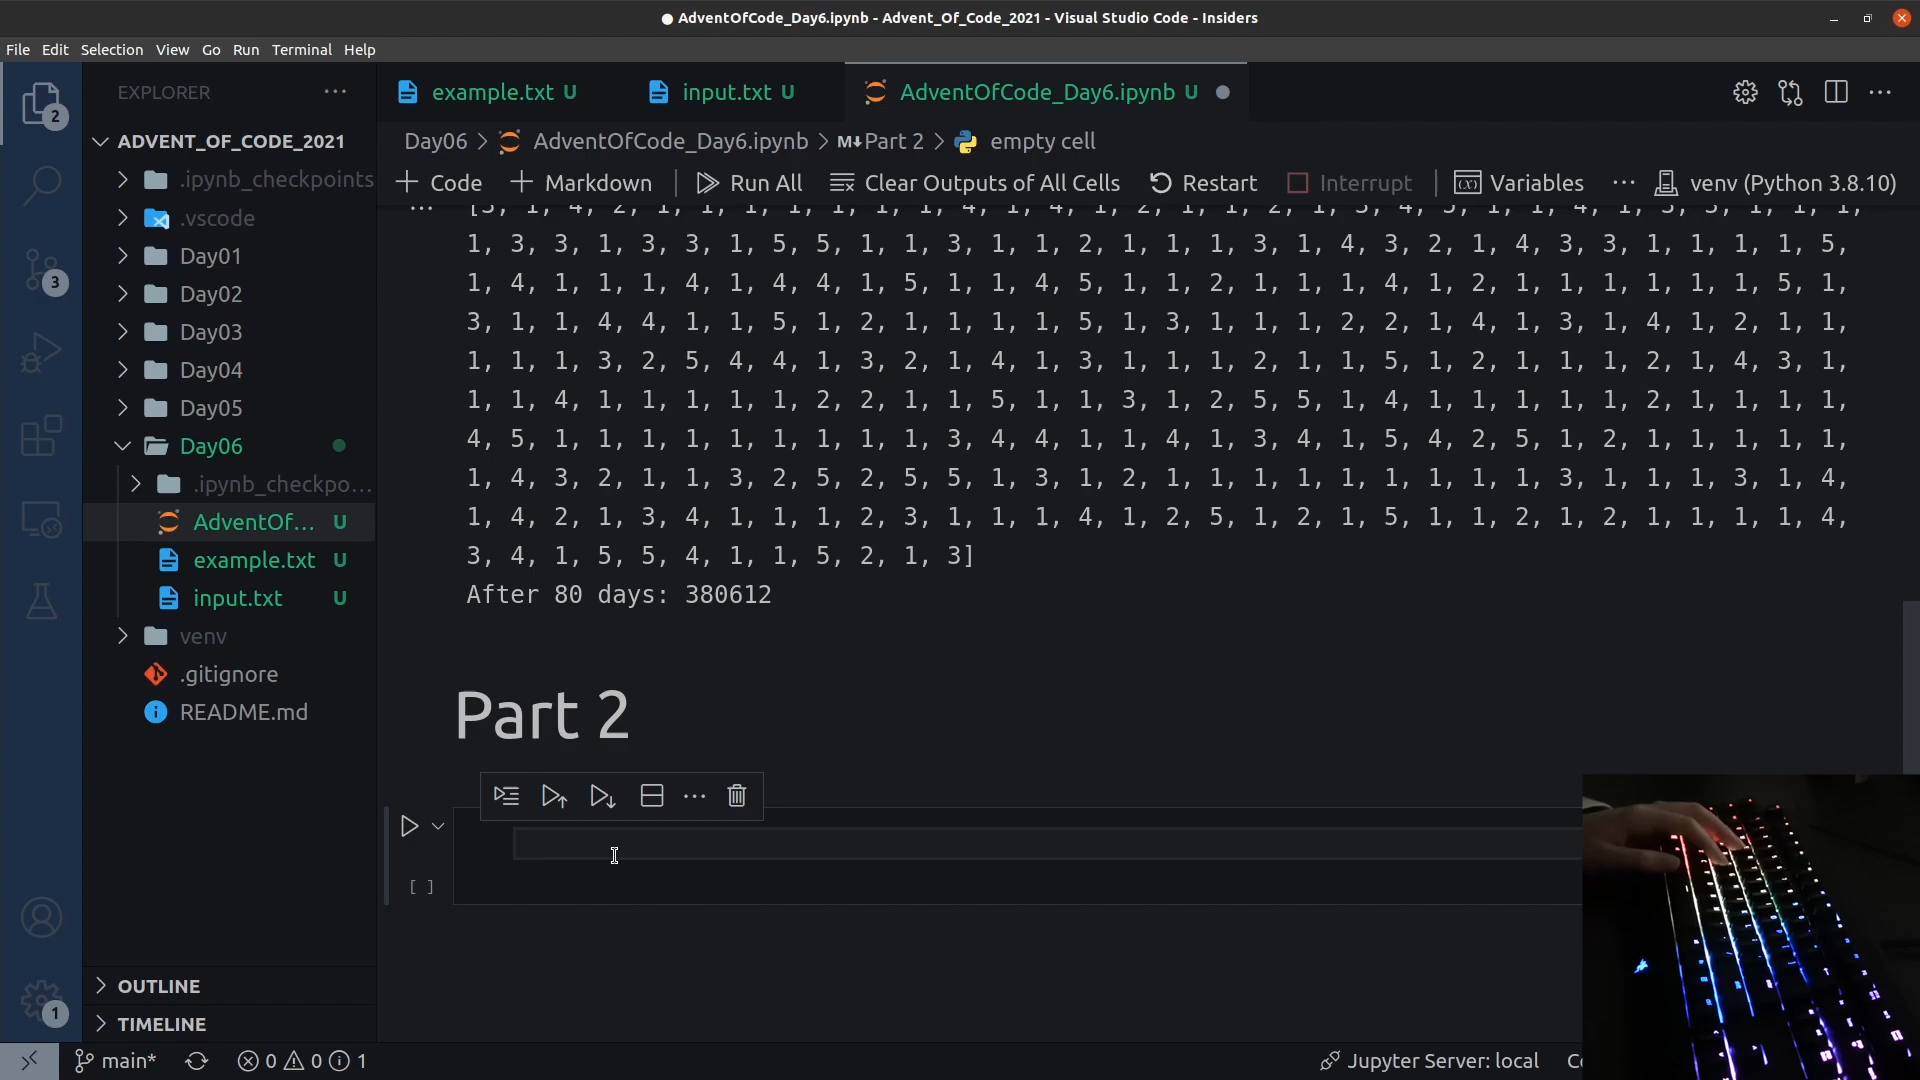 AdventOfCode_Day6.ipynb - Advent_Of_Code_2021 - Visual Studio Code - Insiders
File Edit Selection View Go Run Terminal Help
EXPLORER
example.txt U
input.txt U
AdventOfCode_Day6.ipynb U
2
ADVENT_OF_CODE_2021
Day06 > AdventOfCode_Day6.ipynb > M Part 2 > empty cell
+ Code + Markdown Run All Clear Outputs of All Cells Restart Interrupt Variables ... venv (Python 3.8.10)
.ipynb_checkpoints
.vscode
Day01
3
Day02
Day03
Day04
Day05
Day06
.ipynb_checkpo...
AdventOf... U
example.txt U
input.txt U
venv
.gitignore
README.md
1, 3, 3, 1, 3, 3, 1, 5, 5, 1, 1, 3, 1, 1, 2, 1, 1, 1, 3, 1, 4, 3, 2, 1, 4, 3, 3, 1, 1, 1, 1, 5,
1, 4, 1, 1, 1, 4, 1, 4, 4, 1, 5, 1, 1, 4, 5, 1, 1, 2, 1, 1, 1, 4, 1, 2, 1, 1, 1, 1, 1, 1, 5, 1,
3, 1, 1, 4, 4, 1, 1, 5, 1, 2, 1, 1, 1, 1, 5, 1, 3, 1, 1, 1, 2, 2, 1, 4, 1, 3, 1, 4, 1, 2, 1, 1,
1, 1, 1, 3, 2, 5, 4, 4, 1, 3, 2, 1, 4, 1, 3, 1, 1, 1, 2, 1, 1, 5, 1, 2, 1, 1, 1, 2, 1, 4, 3, 1,
1, 1, 4, 1, 1, 1, 1, 1, 2, 2, 1, 1, 5, 1, 1, 3, 1, 2, 5, 5, 1, 4, 1, 1, 1, 1, 1, 2, 1, 1, 1, 1,
4, 5, 1, 1, 1, 1, 1, 1, 1, 1, 1, 3, 4, 4, 1, 1, 4, 1, 3, 4, 1, 5, 4, 2, 5, 1, 2, 1, 1, 1, 1, 1,
1, 4, 3, 2, 1, 1, 3, 2, 5, 2, 5, 5, 1, 3, 1, 2, 1, 1, 1, 1, 1, 1, 1, 1, 1, 3, 1, 1, 1, 3, 1, 4,
1, 4, 2, 1, 3, 4, 1, 1, 1, 2, 3, 1, 1, 1, 4, 1, 2, 5, 1, 2, 1, 5, 1, 1, 2, 1, 2, 1, 1, 1, 1, 4,
3, 4, 1, 5, 5, 4, 1, 1, 5, 2, 1, 3]
After 80 days: 380612
Part 2
[ ]
OUTLINE
1
TIMELINE
main* 0 0 1
Jupyter Server: local